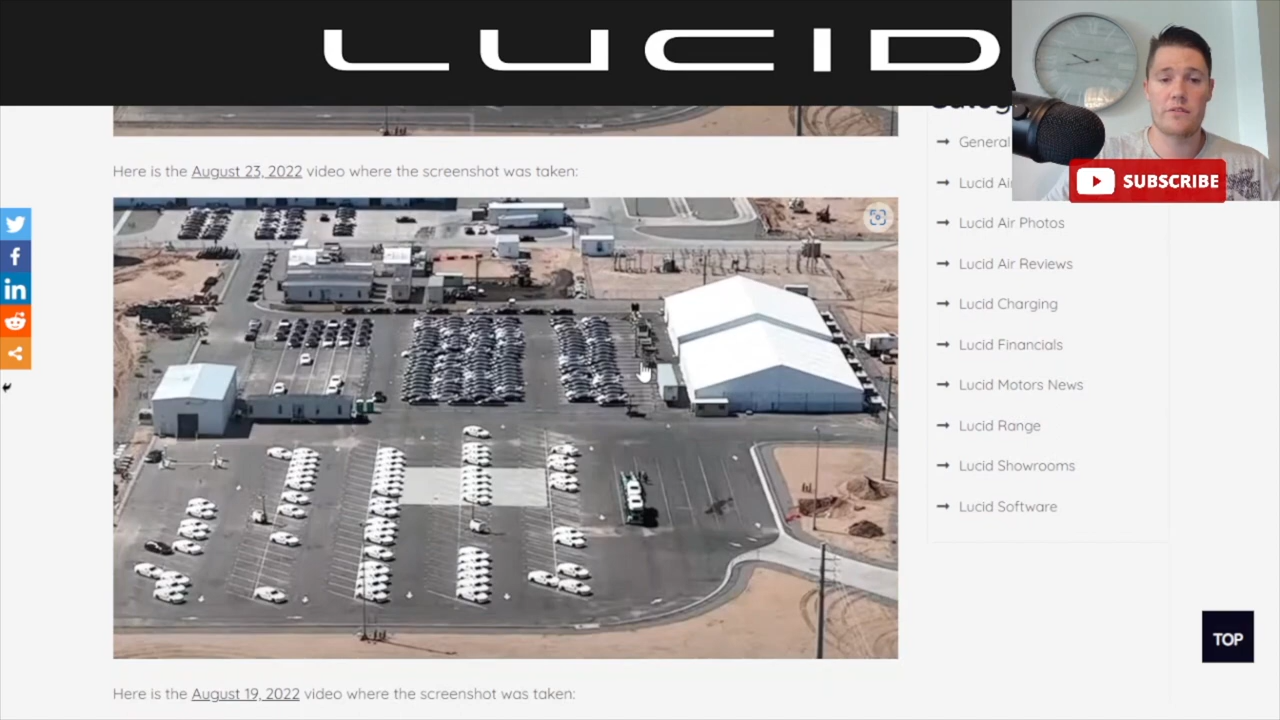 LUCID
Here is the August 23, 2022 video where the screenshot was taken:
General
Lucid Air
SUBSCRIBE
Lucid Air Photos
Lucid Air Reviews
Lucid Charging
Lucid Financials
Lucid Motors News
Lucid Range
Lucid Showrooms
Lucid Software
TOP
Here is the August 19, 2022 video where the screenshot was taken: